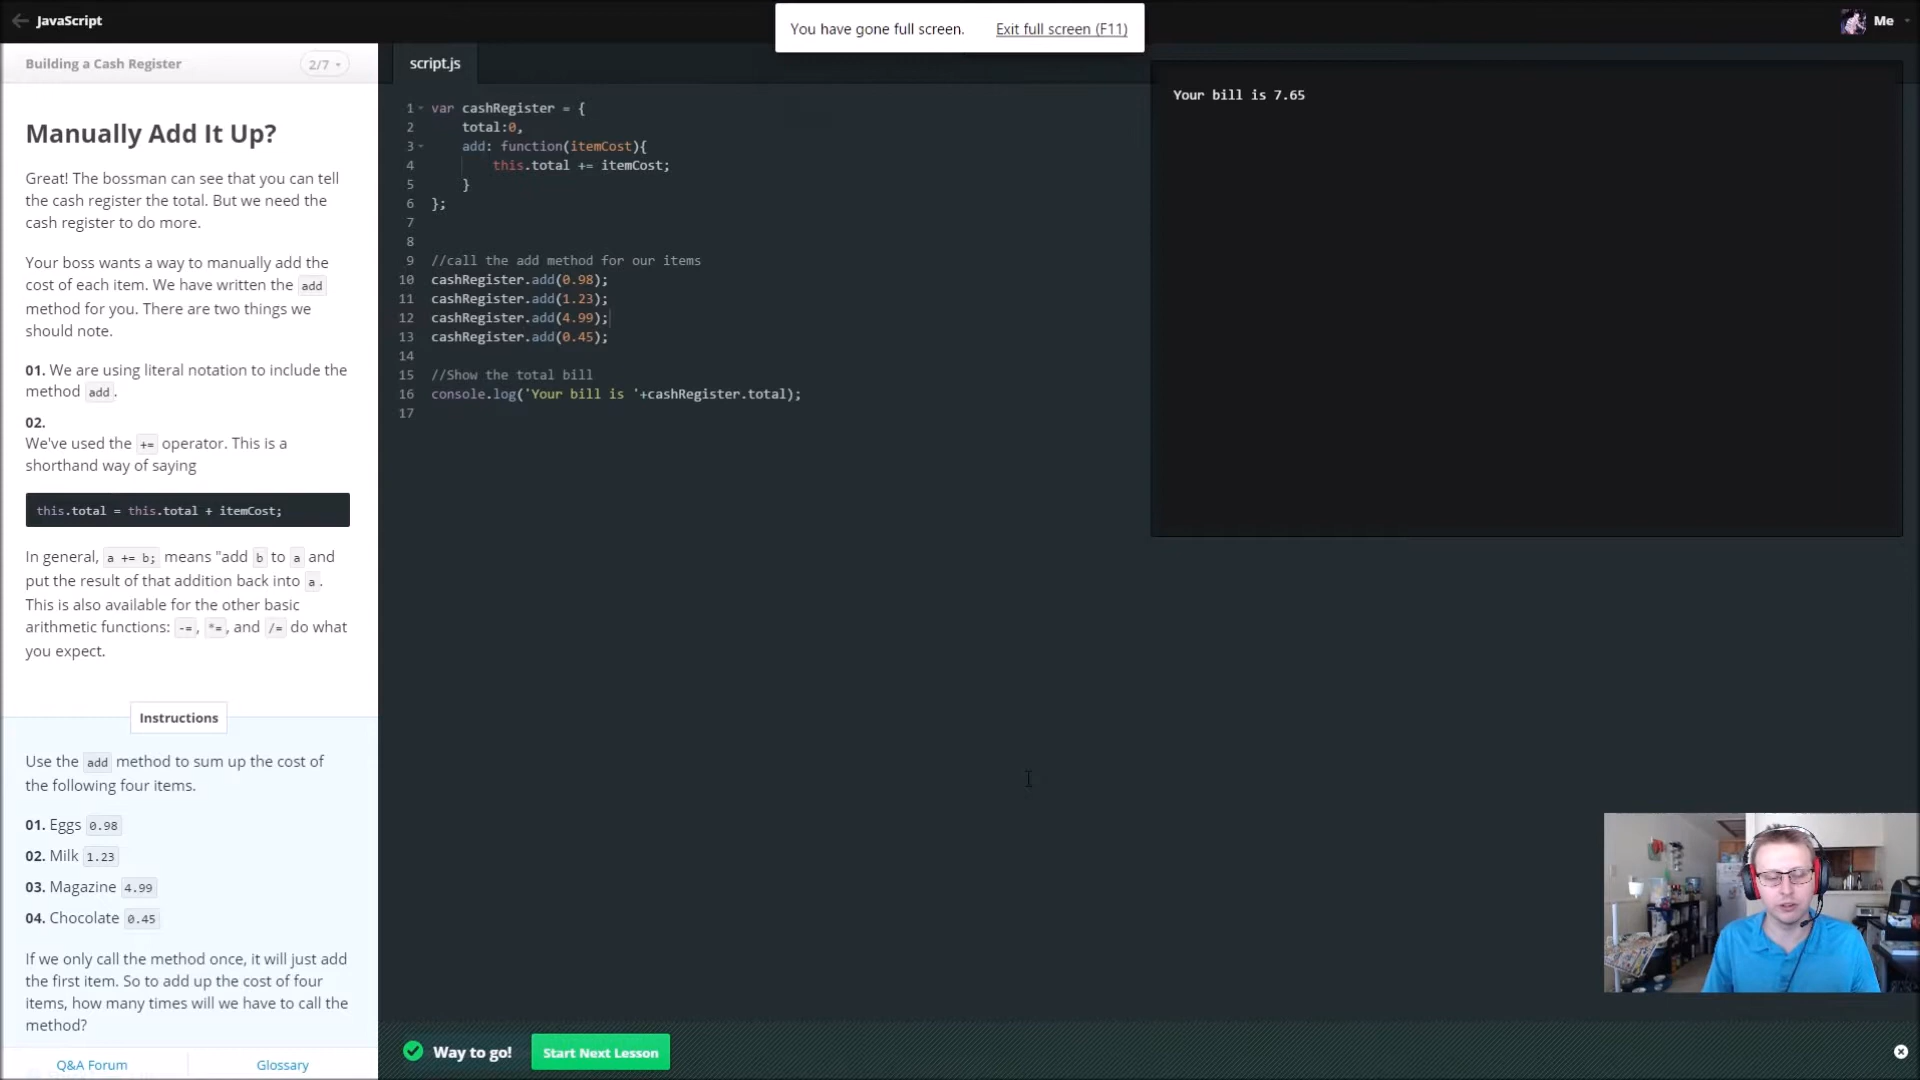 JavaScript
You have gone full screen. Exit full screen (F11)
Me
Building a Cash Register
2/7
script.js
Manually Add It Up?
Great! The bossman can see that you can tell
the cash register the total. But we need the
cash register to do more.
Your boss wants a way to manually add the
cost of each item. We have written the add
method for you. There are two things we
should note.
01. We are using literal notation to include the
method add.
02.
We've used the += operator. This is a
shorthand way of saying
this.total = this.total + itemCost;
In general, a += b; means "add b to a and
put the result of that addition back into a.
This is also available for the other basic
arithmetic functions: -=, *=, and /= do what
you expect.
Instructions
Use the add method to sum up the cost of
the following four items.
01. Eggs 0.98
02. Milk 1.23
03. Magazine 4.99
04. Chocolate 0.45
If we only call the method once, it will just add
the first item. So to add up the cost of four
items, how many times will we have to call the
method?
Q&A Forum
Glossary
1 var cashRegister = {
2 total:0,
3 add: function(itemCost){
4 this.total += itemCost;
5 }
6 };
7
8
9 //call the add method for our items
10 cashRegister.add(0.98);
11 cashRegister.add(1.23);
12 cashRegister.add(4.99);
13 cashRegister.add(0.45);
14
15 //Show the total bill
16 console.log('Your bill is '+cashRegister.total);
17
Your bill is 7.65
Way to go!
Start Next Lesson